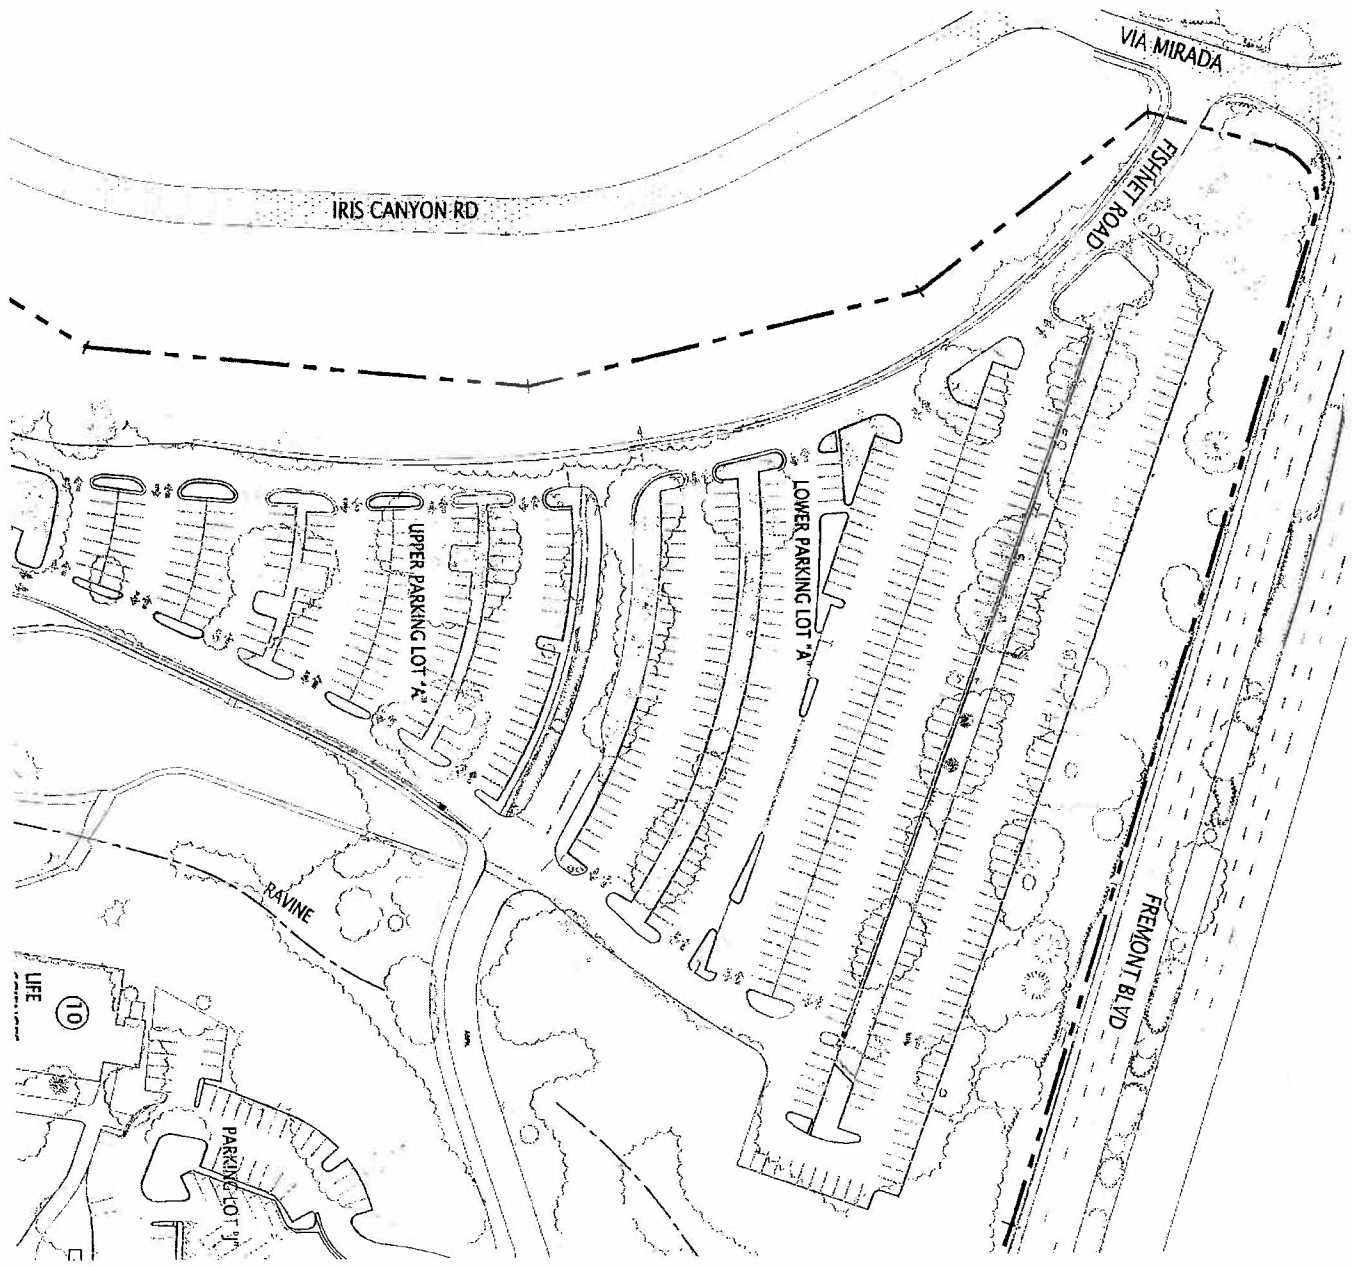 VIA MIRADA
FISHNET ROAD
IRIS CANYON RD
LOWER PARKING LOT "A"
UPPER PARKING LOT "A"
FREMONT BLVD
RAVINE
LIFE
10
PARKING LOT "J"